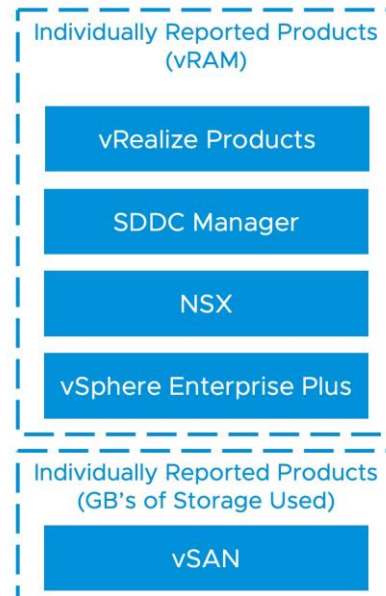 Individually Reported Products
(vRAM)
vRealize Products
SDDC Manager
NSX
vSphere Enterprise Plus
Individually Reported Products
(GB's of Storage Used)
vSAN